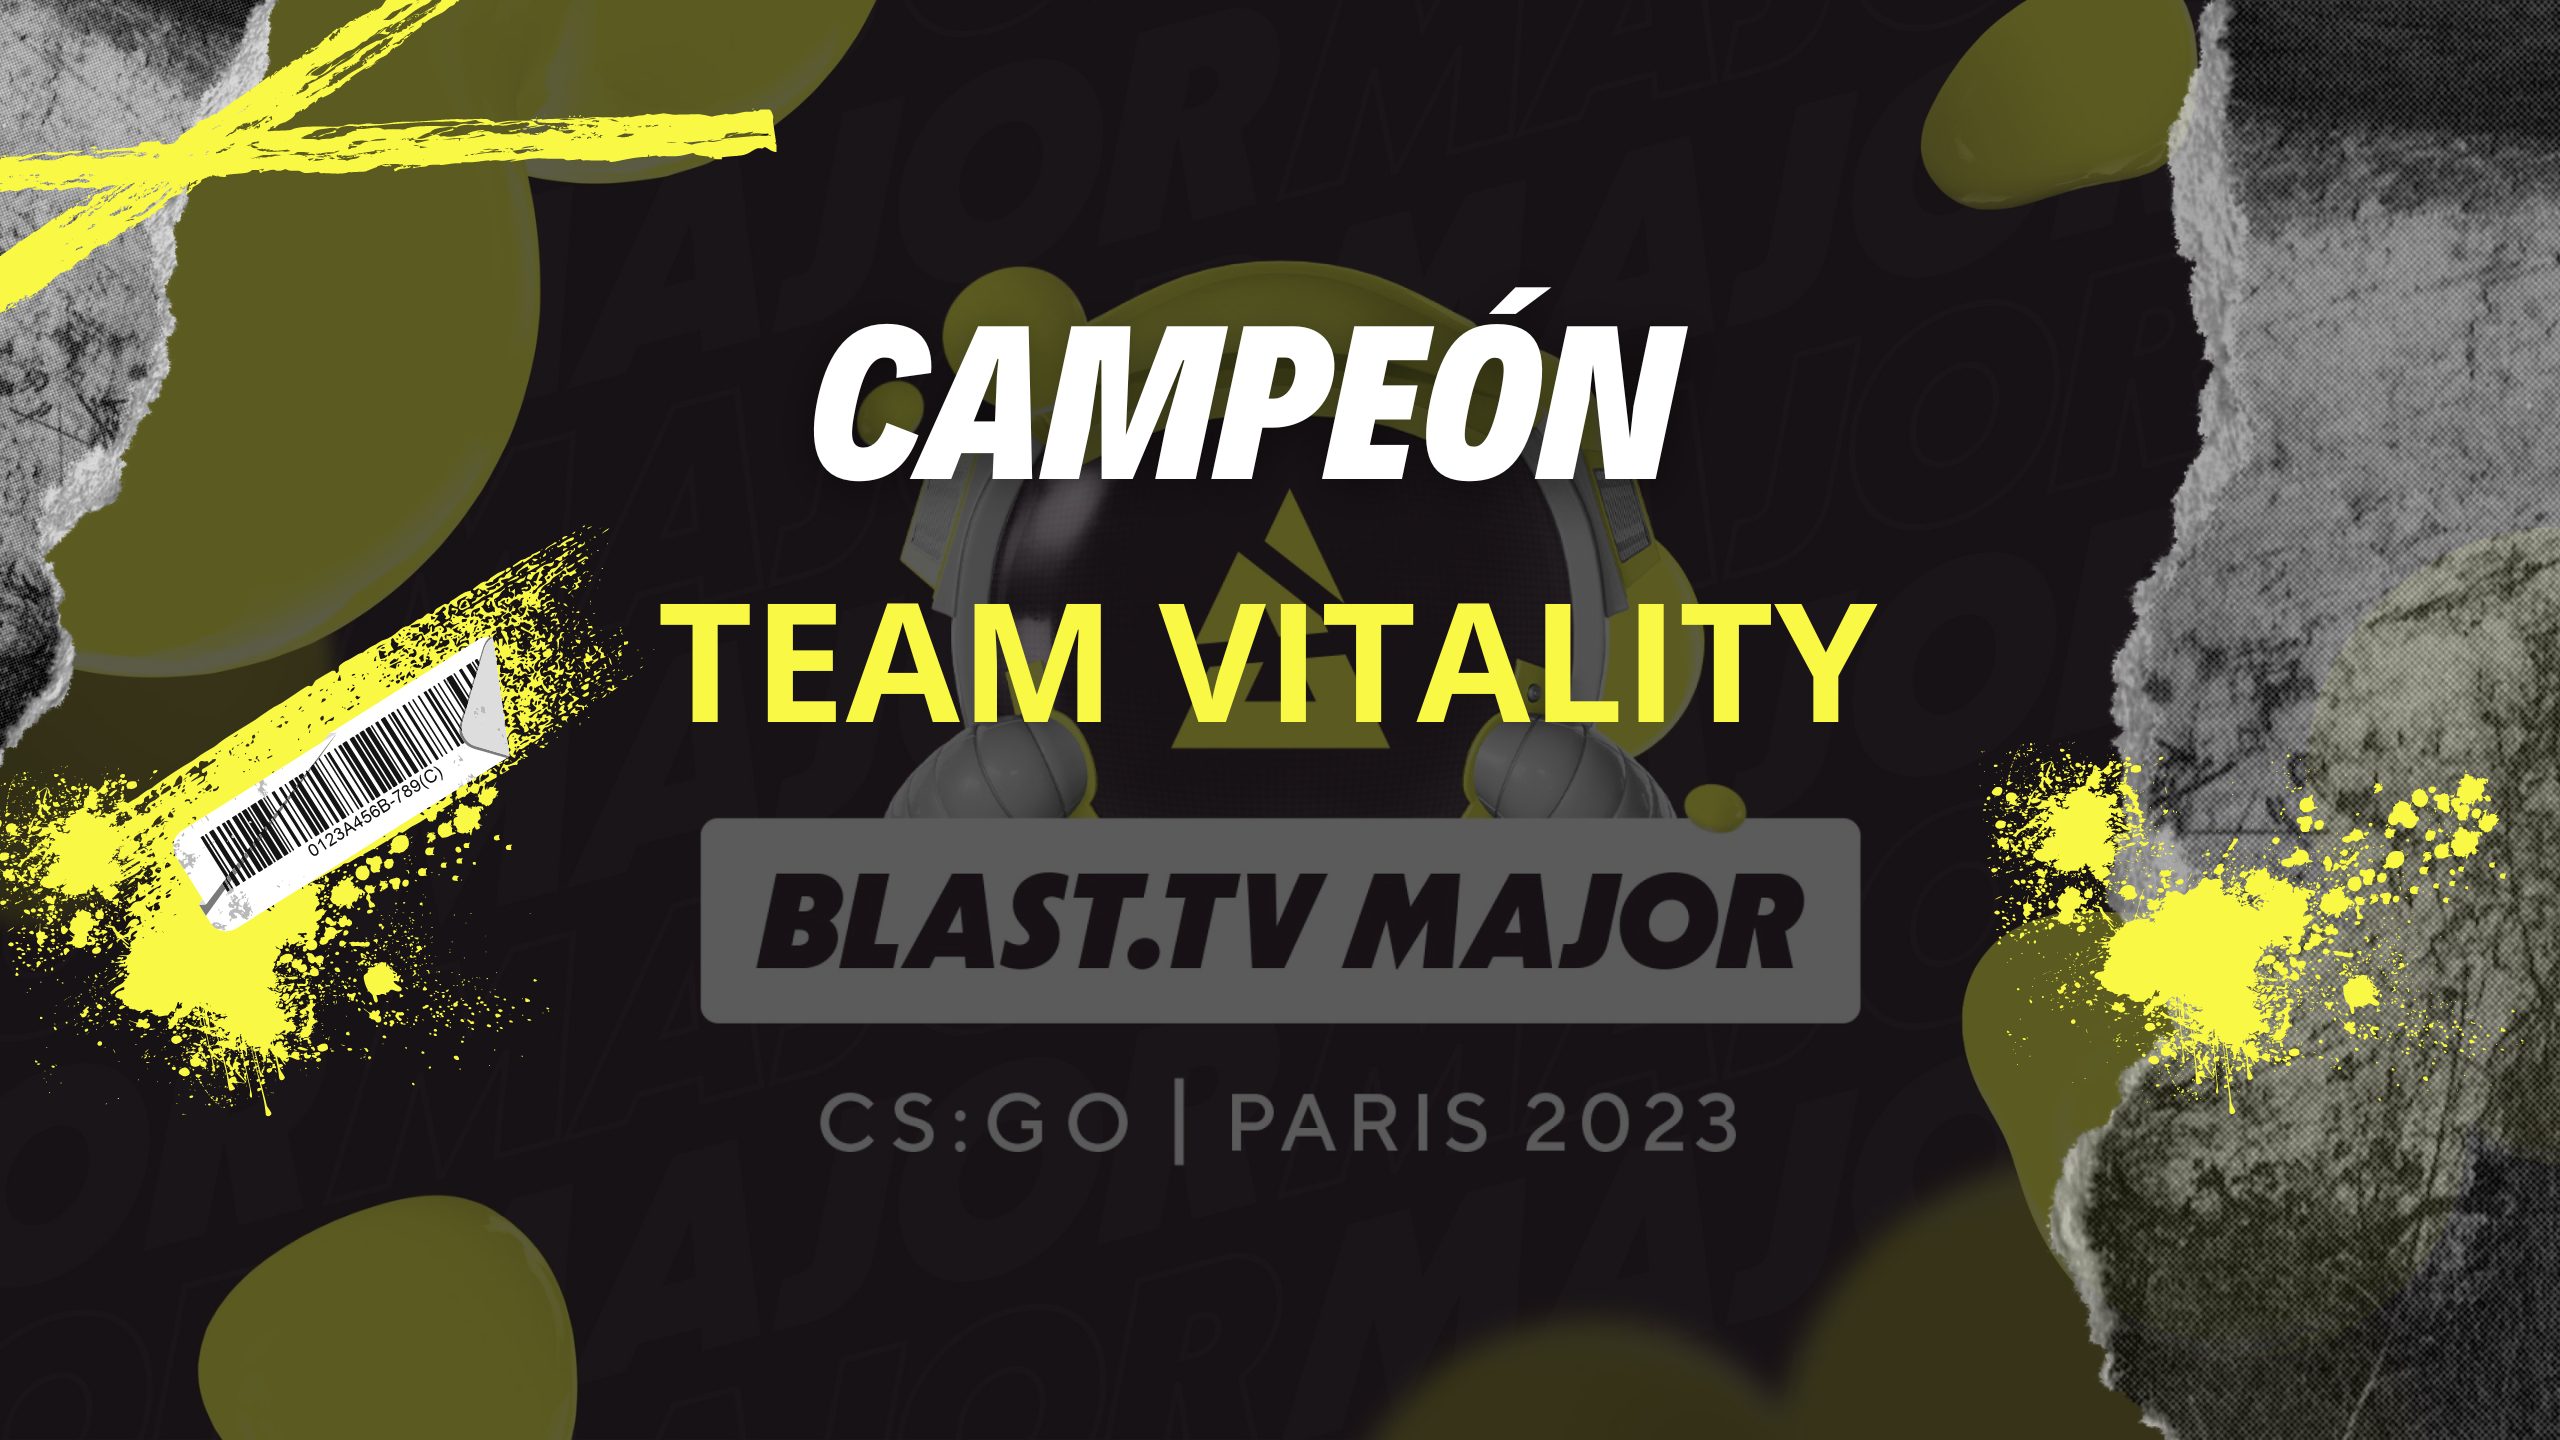 CAMPEÓN
TEAM VITALITY
0123A456B-789(C)
BLAST.TV MAJOR
CS:GO | PARIS 2023